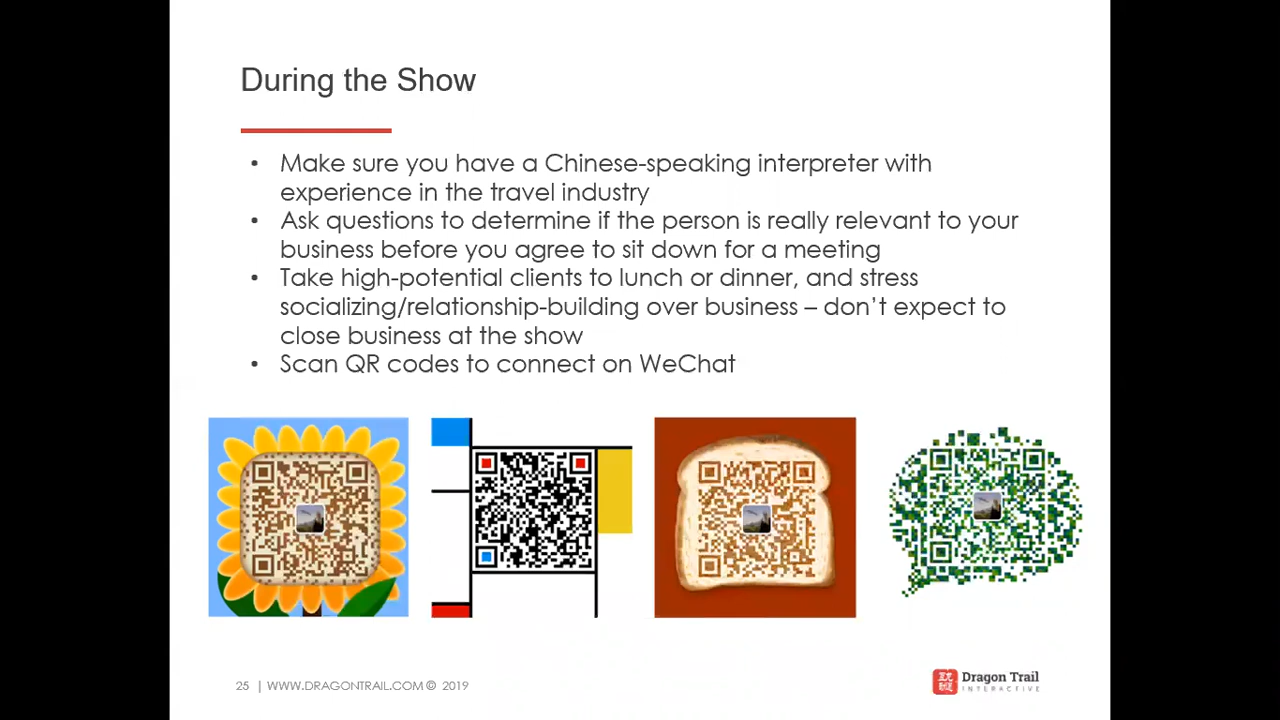 During the Show
• Make sure you have a Chinese-speaking interpreter with
experience in the travel industry
• Ask questions to determine if the person is really relevant to your
business before you agree to sit down for a meeting
• Take high-potential clients to lunch or dinner, and stress
socializing/relationship-building over business – don’t expect to
close business at the show
• Scan QR codes to connect on WeChat
25 | WWW.DRAGONTRAIL.COM © 2019
Dragon Trail
INTERACTIVE